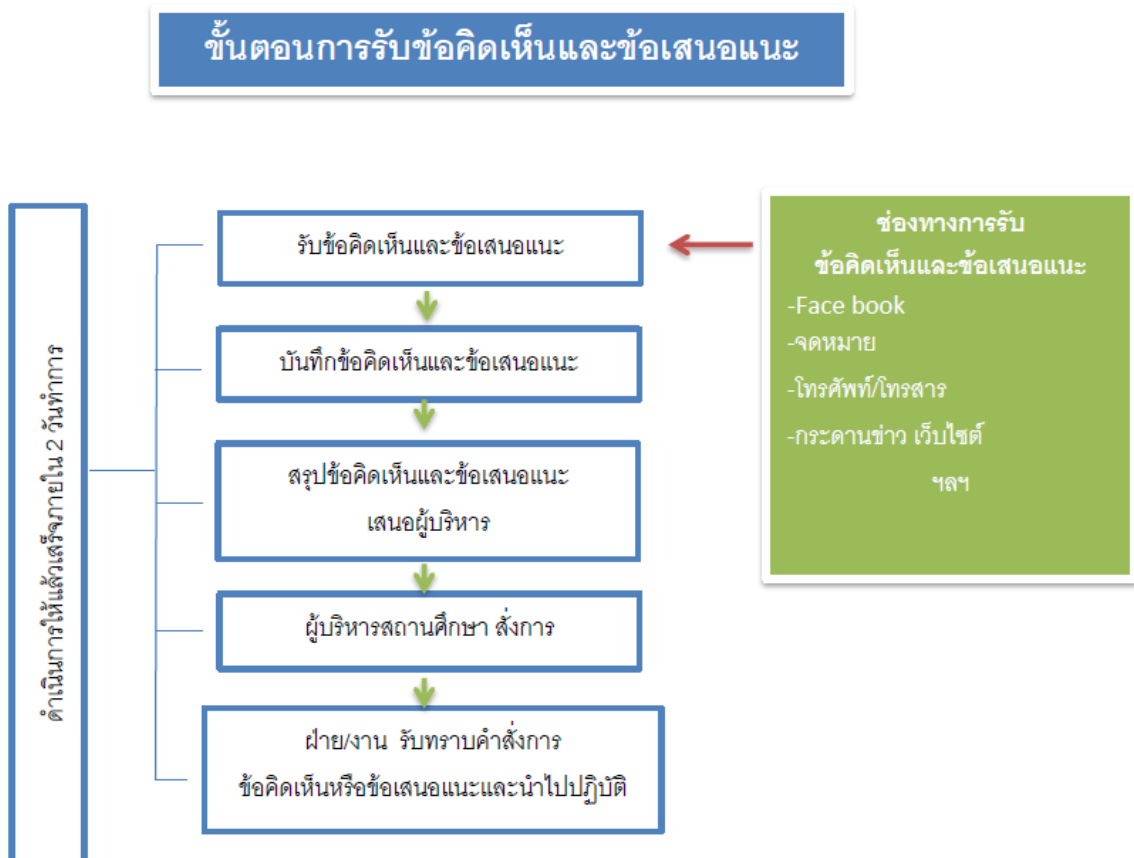 ขั้นตอนการรับข้อคิดเห็นและข้อเสนอแนะ
ดำเนินการให้แล้วเสร็จภายใน 2 วันทำการ
รับข้อคิดเห็นและข้อเสนอแนะ
บันทึกข้อคิดเห็นและข้อเสนอแนะ
สรุปข้อคิดเห็นและข้อเสนอแนะ
เสนอผู้บริหาร
ผู้บริหารสถานศึกษา สั่งการ
ฝ่าย/งาน รับทราบคำสั่งการ
ข้อคิดเห็นหรือข้อเสนอแนะและนำไปปฏิบัติ
ช่องทางการรับ
ข้อคิดเห็นและข้อเสนอแนะ
-Face book
-จดหมาย
-โทรศัพท์/โทรสาร
-กระดานข่าว เว็บไซต์
ฯลฯ